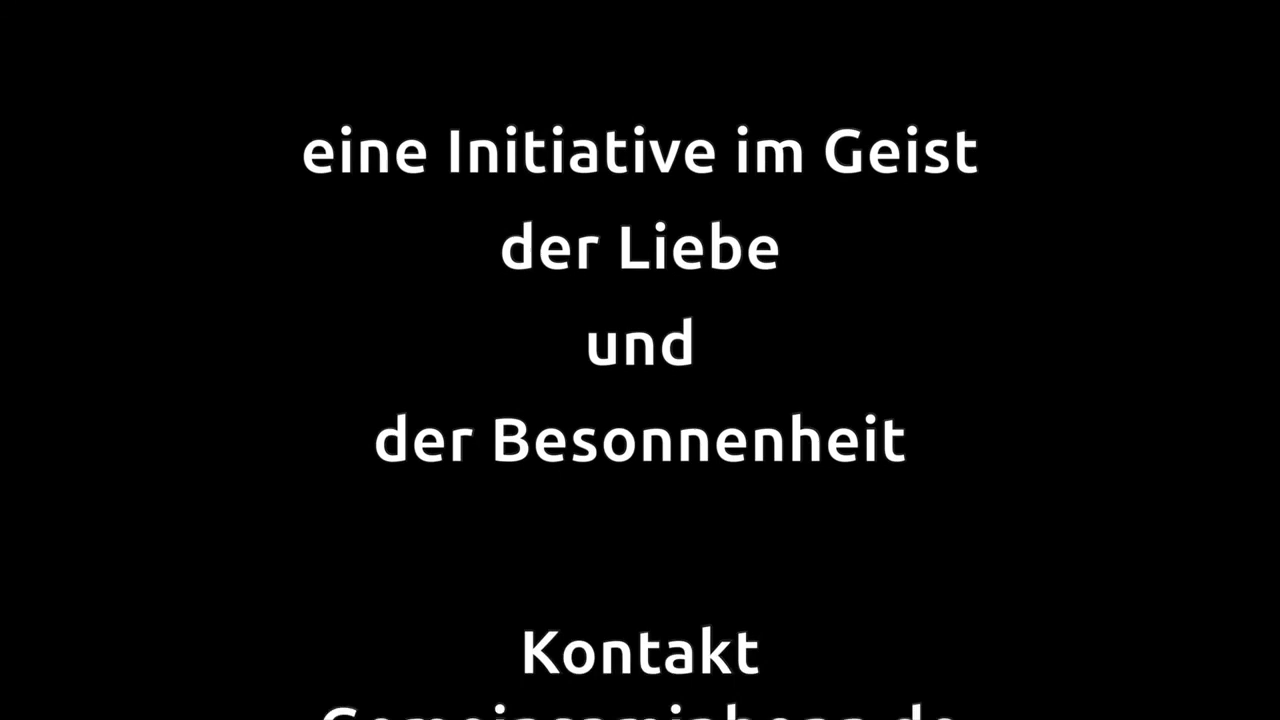 eine Initiative im Geist
der Liebe
und
der Besonnenheit
Kontakt